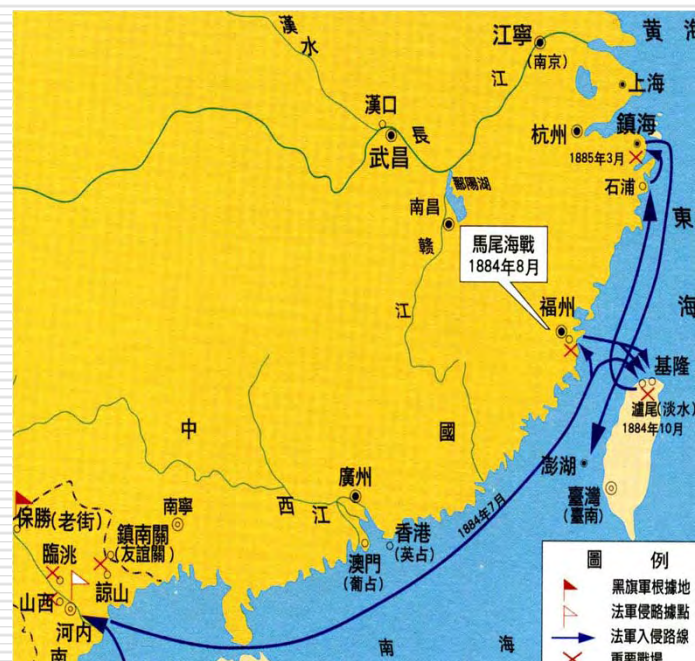 漢水
江寧
(南京)
黄海
上海
漢口
長江
武昌
杭州
鎮海
1885年3月
石浦
鄱陽湖
南昌
贛江
東海
馬尾海戰
1884年8月
福州
基隆
滬尾(淡水)
1884年10月
中國
澎湖
臺灣
(臺南)
廣州
西江
1884年7月
香港
(英占)
澳門
(葡占)
南寧
保勝(老街)
鎮南關
(友誼關)
臨洮
諒山
山西
河内
南
南海
圖例
黑旗軍根據地
法軍侵略據點
法軍入侵路線
重要戰場